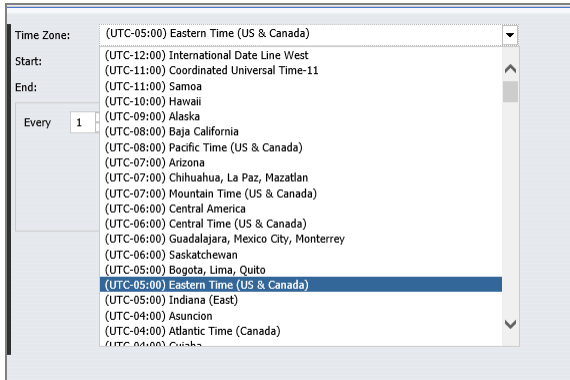 Time Zone:
(UTC-05:00) Eastern Time (US & Canada)
Start:
End:
Every 1
(UTC-12:00) International Date Line West
(UTC-11:00) Coordinated Universal Time-11
(UTC-11:00) Samoa
(UTC-10:00) Hawaii
(UTC-09:00) Alaska
(UTC-08:00) Baja California
(UTC-08:00) Pacific Time (US & Canada)
(UTC-07:00) Arizona
(UTC-07:00) Chihuahua, La Paz, Mazatlan
(UTC-07:00) Mountain Time (US & Canada)
(UTC-06:00) Central America
(UTC-06:00) Central Time (US & Canada)
(UTC-06:00) Guadalajara, Mexico City, Monterrey
(UTC-06:00) Saskatchewan
(UTC-05:00) Bogota, Lima, Quito
(UTC-05:00) Eastern Time (US & Canada)
(UTC-05:00) Indiana (East)
(UTC-04:00) Asuncion
(UTC-04:00) Atlantic Time (Canada)
(UTC-04:00) Cuiaba